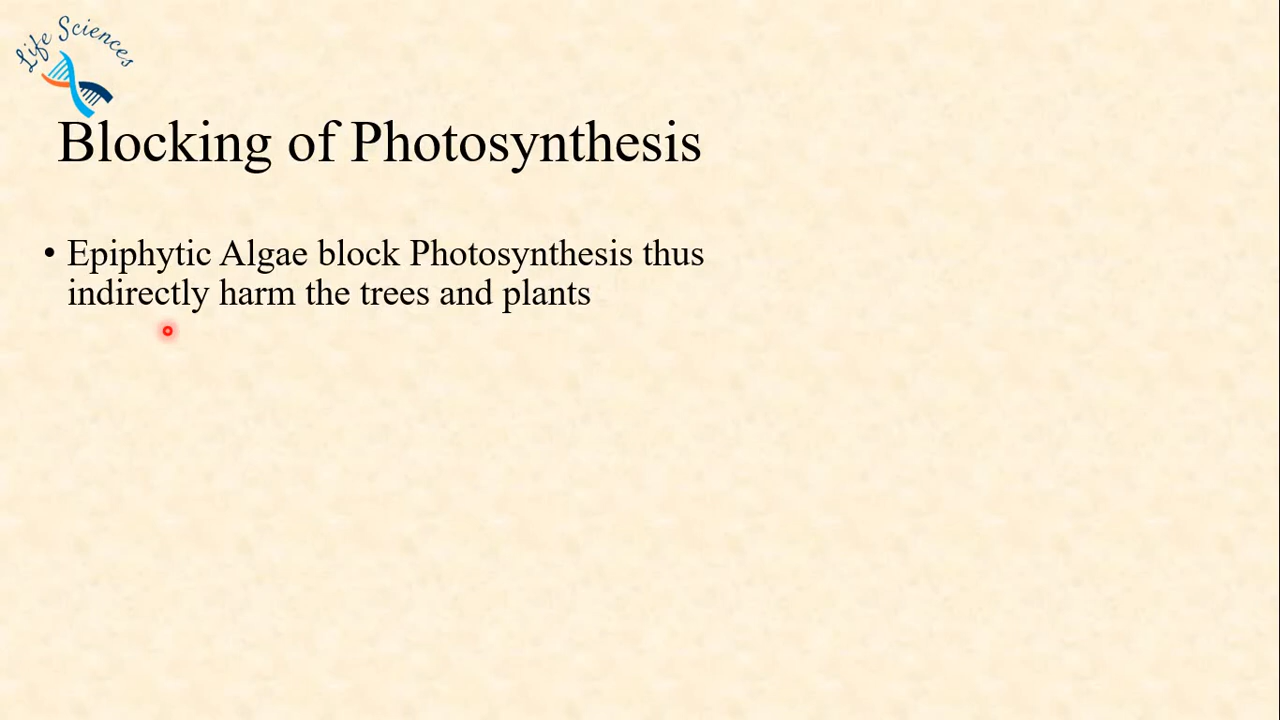 Life Sciences
Blocking of Photosynthesis
• Epiphytic Algae block Photosynthesis thus
indirectly harm the trees and plants